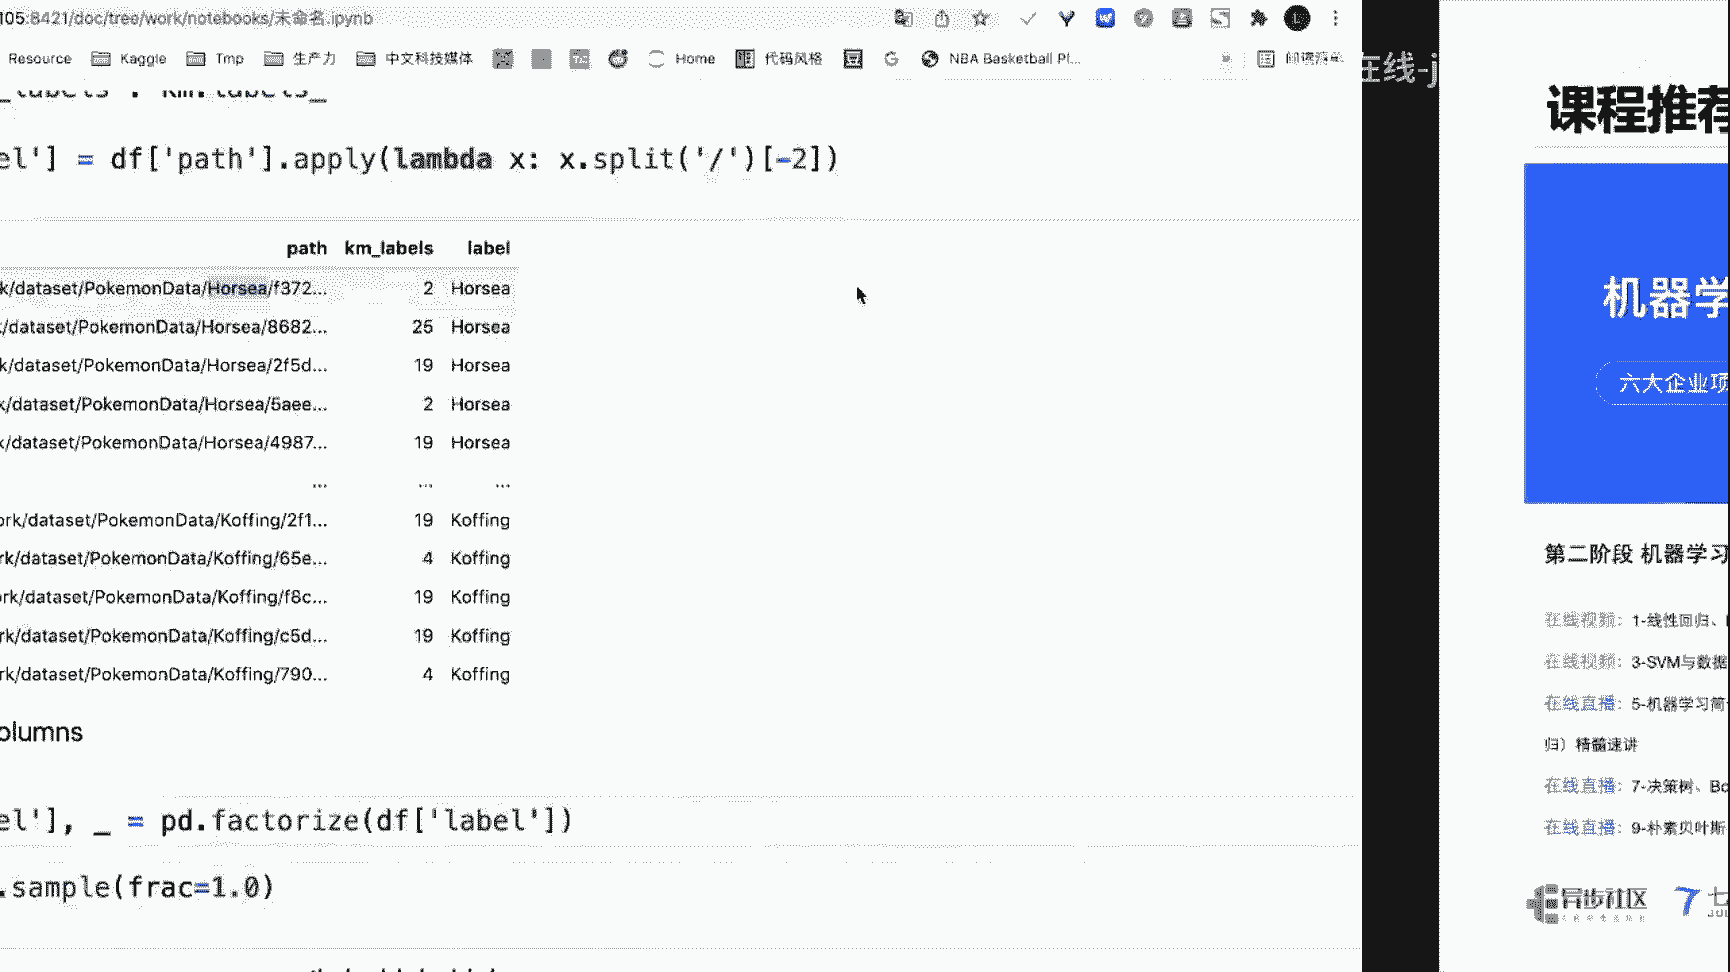 105:8421/doc/tree/work/notebooks/未命名.ipynb
Resource Kaggle Tmp 生产力 中文科技媒体 Home 代码风格 G NBA Basketball Pl... 阅读清单
在线-j
_labels : km.labels_
el'] = df['path'].apply(lambda x: x.split('/')[-2])
path km_labels label
k/dataset/PokemonData/Horsea/f372... 2 Horsea
/dataset/PokemonData/Horsea/8682... 25 Horsea
k/dataset/PokemonData/Horsea/2f5d... 19 Horsea
k/dataset/PokemonData/Horsea/5aee... 2 Horsea
k/dataset/PokemonData/Horsea/4987... 19 Horsea
... ... ...
ork/dataset/PokemonData/Koffing/2f1... 19 Koffing
rk/dataset/PokemonData/Koffing/65e... 4 Koffing
ork/dataset/PokemonData/Koffing/f8c... 19 Koffing
rk/dataset/PokemonData/Koffing/c5d... 19 Koffing
rk/dataset/PokemonData/Koffing/790... 4 Koffing
olumns
el'], _ = pd.factorize(df['label'])
.sample(frac=1.0)
课程推荐
机器学
六大企业项
第二阶段 机器学习
在线视频：1-线性回归、
在线视频：3-SVM与数据
在线直播：5-机器学习简
归）精髓速讲
在线直播：7-决策树、Bo
在线直播：9-朴素贝叶斯
异步社区 7 七
JUL